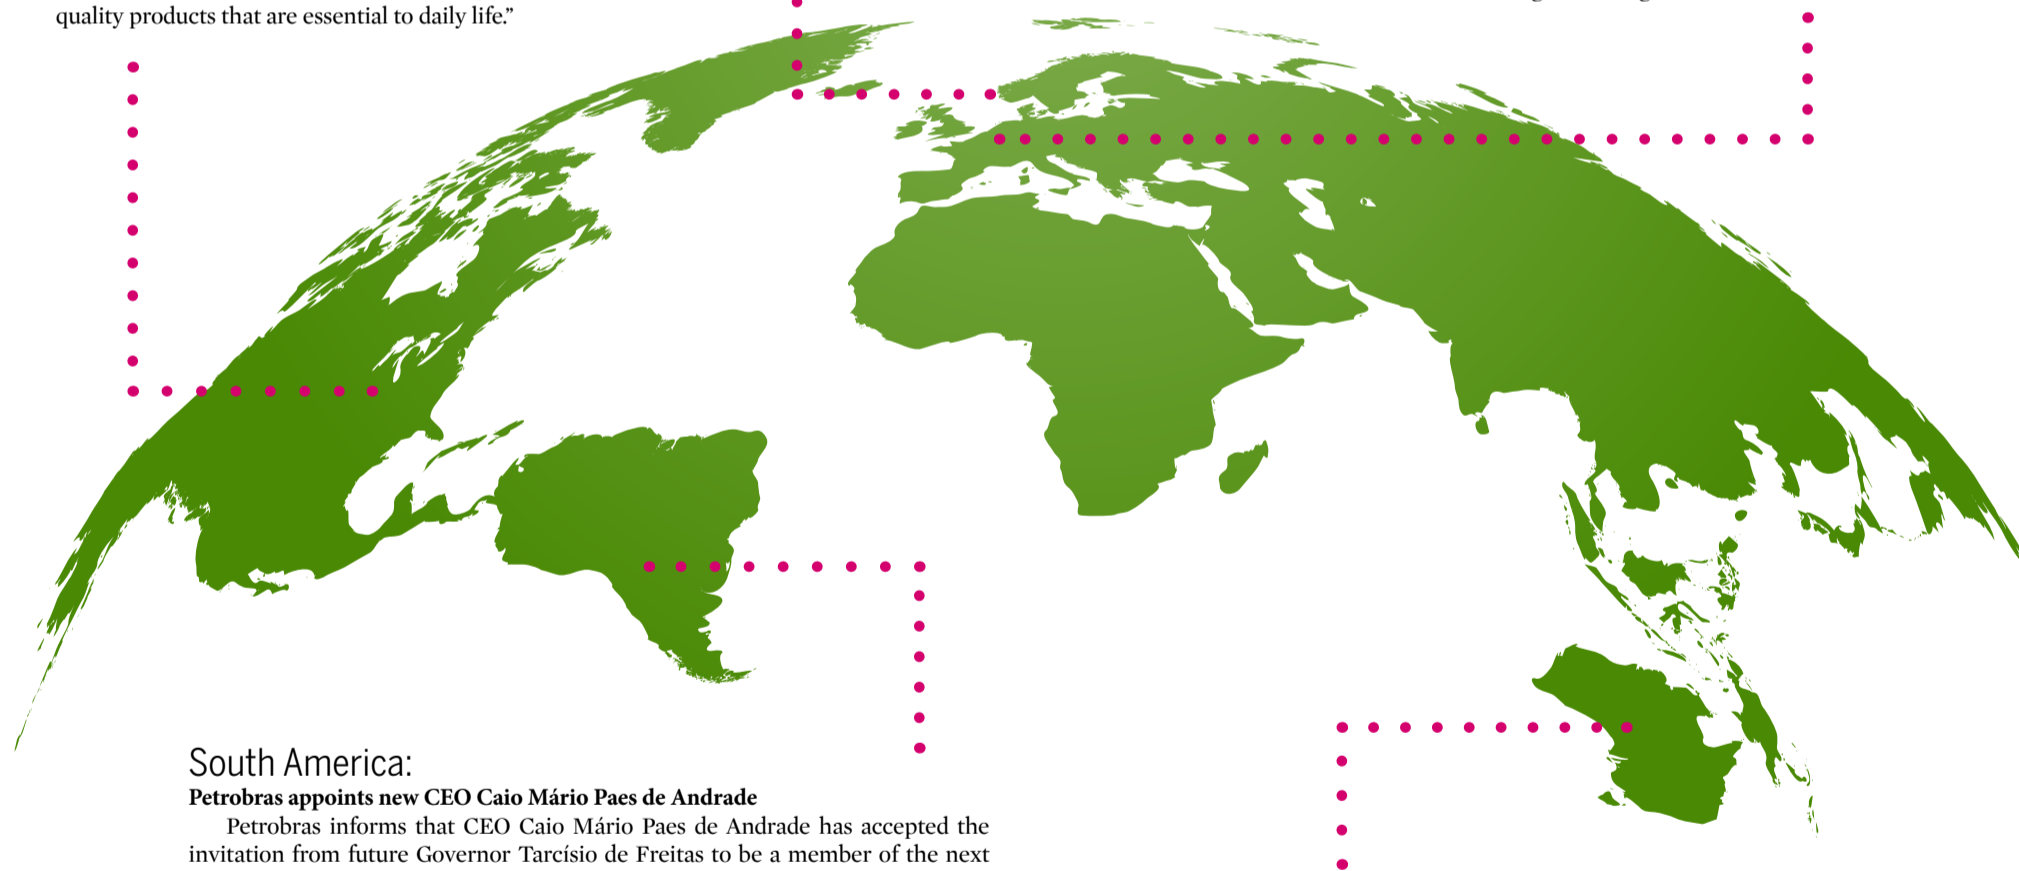 quality products that are essential to daily life.”
South America:
Petrobras appoints new CEO Caio Mário Paes de Andrade
Petrobras informs that CEO Caio Mário Paes de Andrade has accepted the
invitation from future Governor Tarcísio de Freitas to be a member of the next